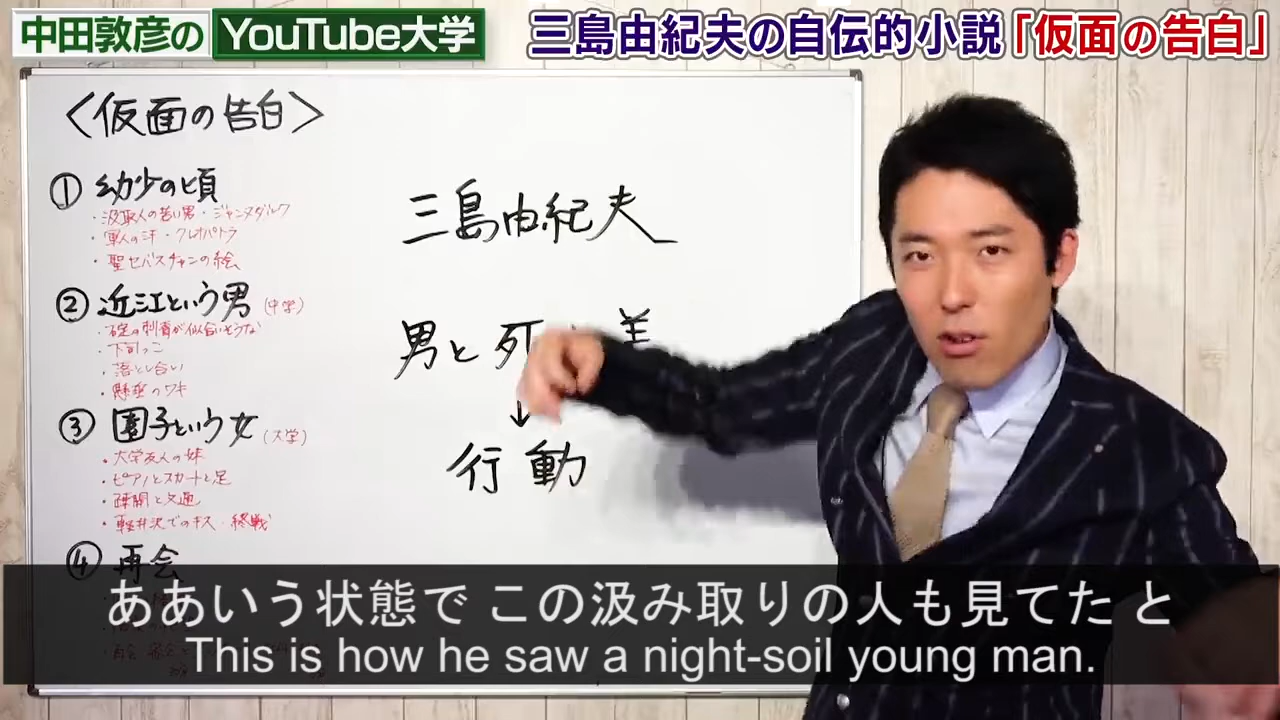 中田敦彦の YouTube大学
三島由紀夫の自伝的小説「仮面の告白」
〈仮面の告白〉
① 幼少の頃
・汲取人の若い男・ジャンヌダルク
・軍人の汗・クレオパトラ
・聖セバスチャンの絵
② 近江という男(中学)
の刺青が似合いそうな
・下司っこ
・落とし合い
・懸垂のワキ
③ 園子という女(大学)
・大学友人の妹
・ピアノとスカートと足
・疎開と文通
・軽井沢でのキス・終戦
④ 再会
三島由紀夫
男と死 美
↓
行動
ああいう状態で この汲み取りの人も見てた と
This is how he saw a night-soil young man.